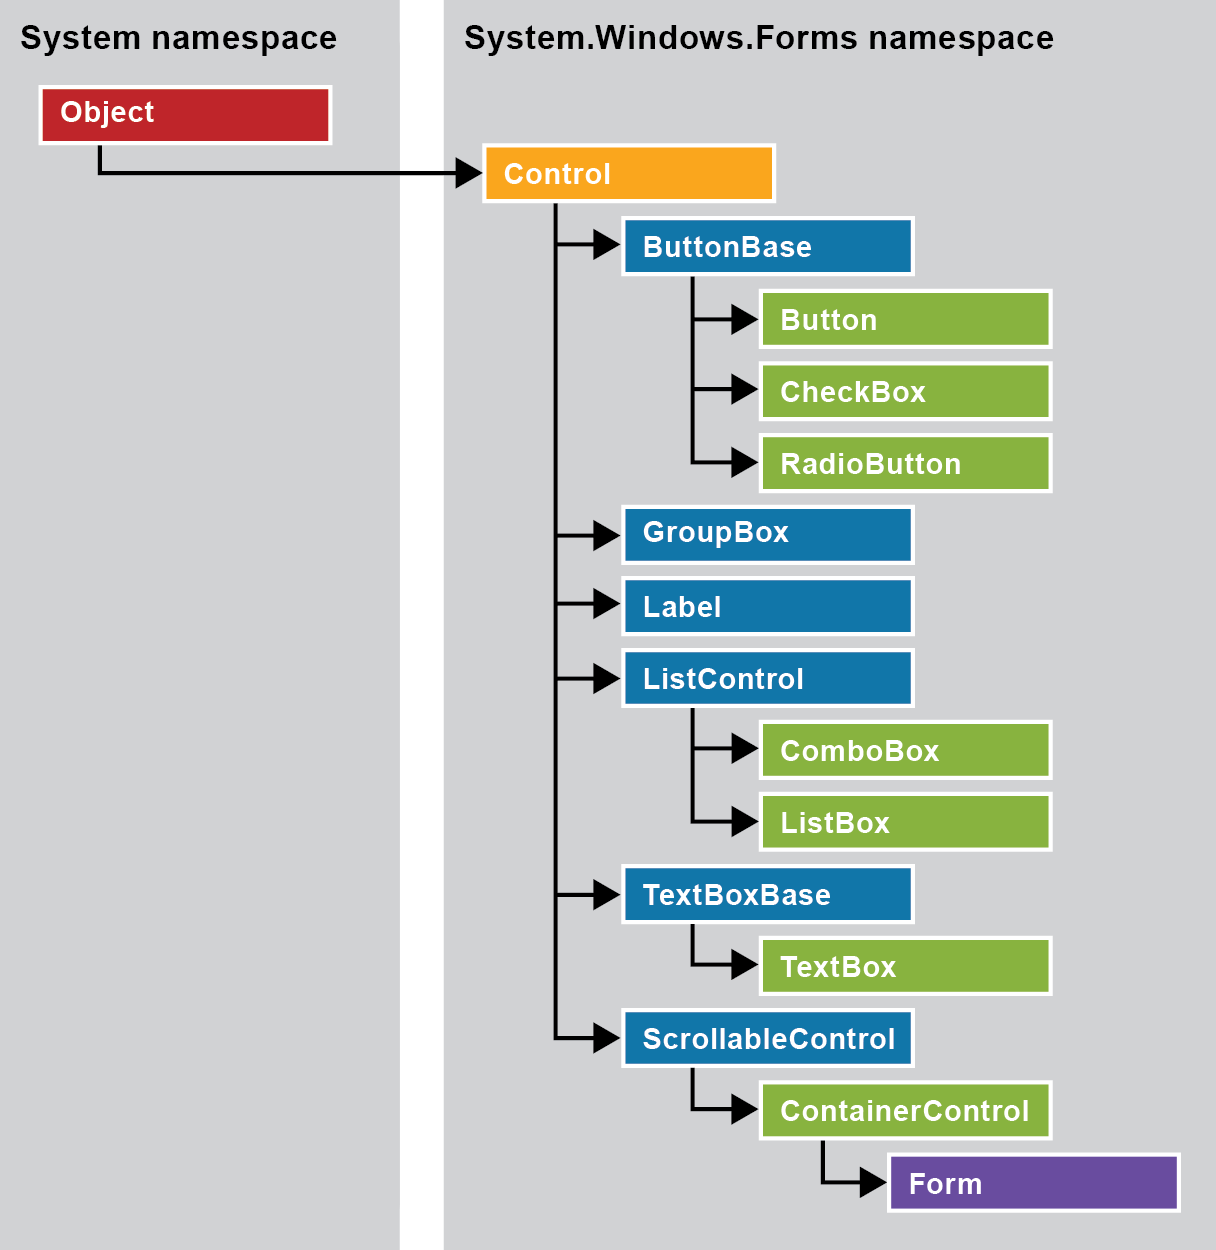 System namespace
System.Windows.Forms namespace
Object
Control
ButtonBase
Button
CheckBox
RadioButton
GroupBox
Label
ListControl
ComboBox
ListBox
TextBoxBase
TextBox
ScrollableControl
ContainerControl
Form